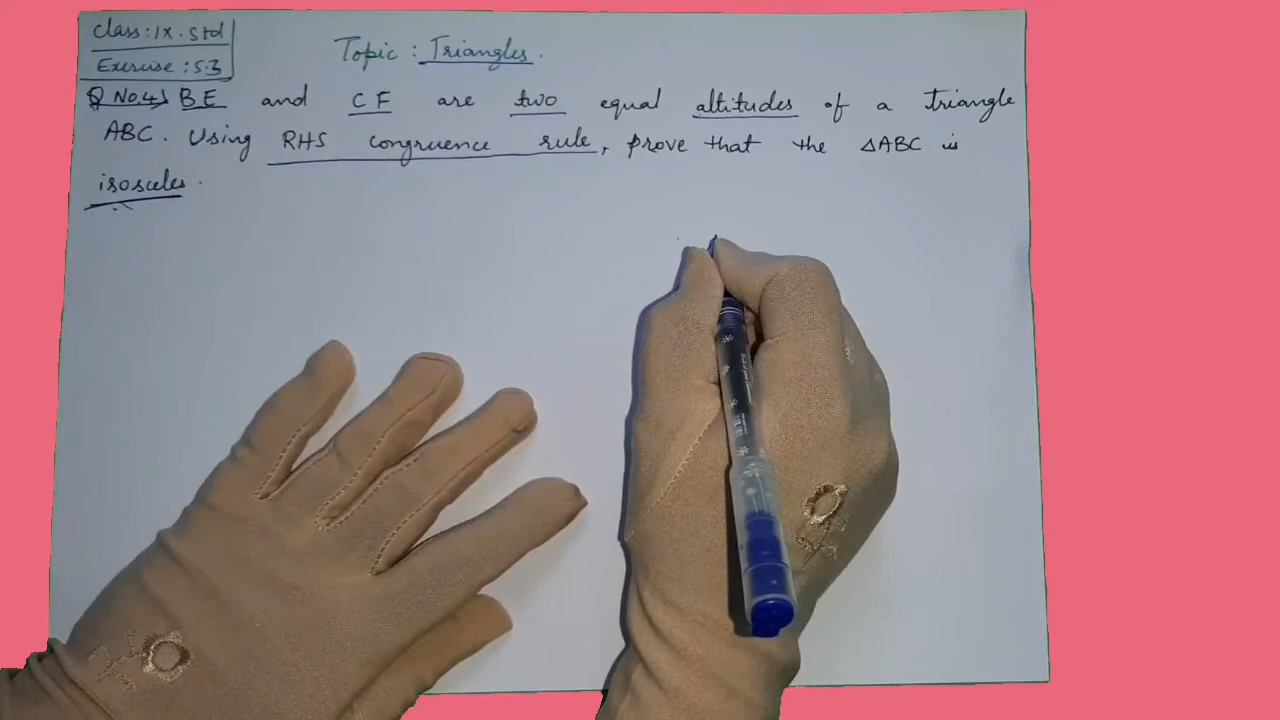 Class: IX. Std
Exercise: 5.3
Topic : Triangles.
Q No.4) BE and CF are two equal altitudes of a triangle
ABC. Using RHS congruence rule, prove that the ΔABC is
isosceles.